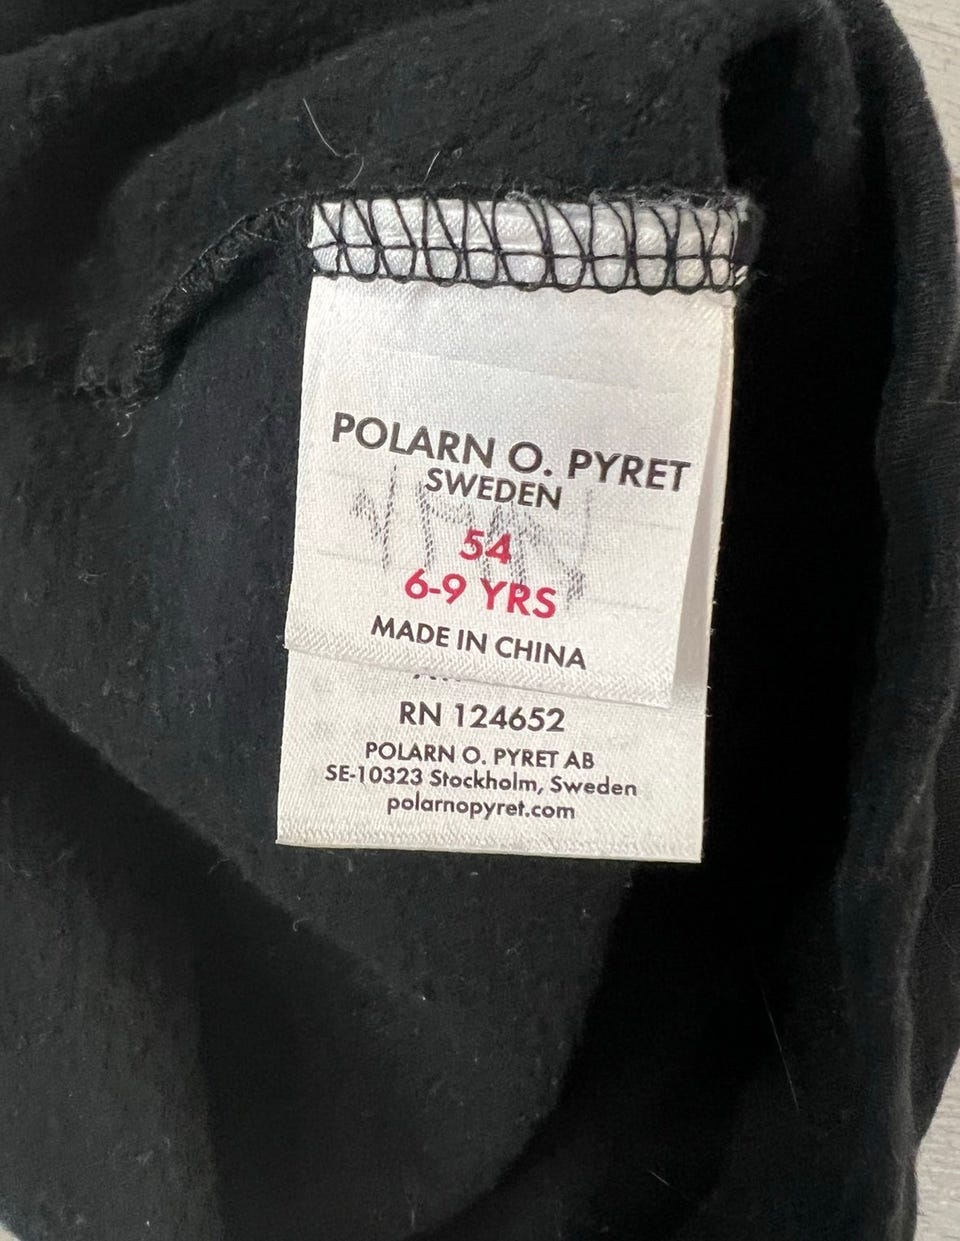 POLARN O. PYRET
SWEDEN
54
6-9 YRS
MADE IN CHINA
RN 124652
POLARN O. PYRET AB
SE-10323 Stockholm, Sweden
polarnopyret.com